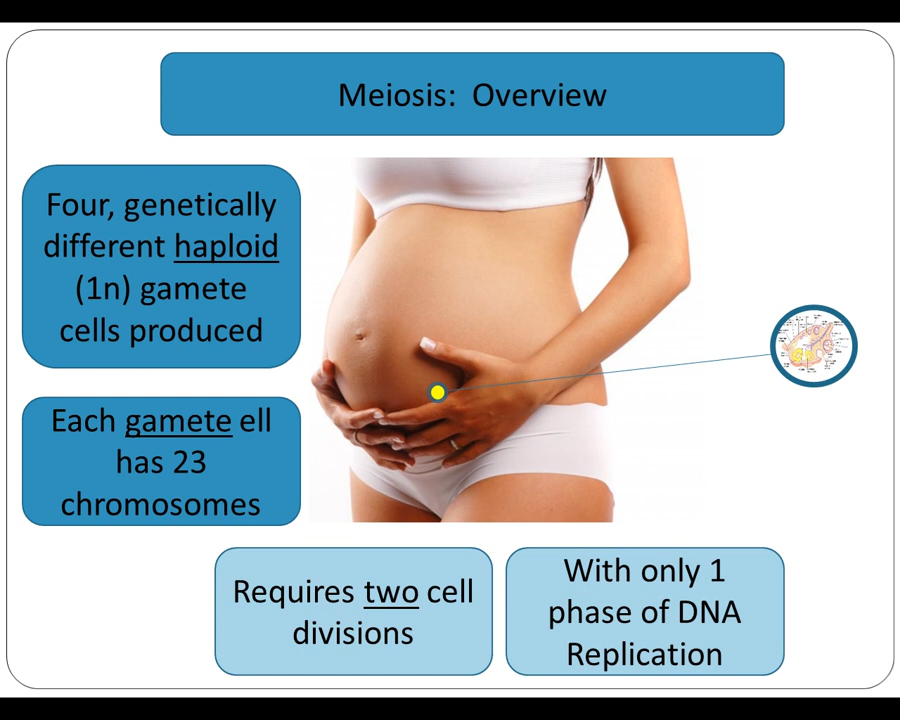 Meiosis:  Overview
Four, genetically
different haploid
(1n) gamete
cells produced
Each gamete ell
has 23
chromosomes
Requires two cell
divisions
With only 1
phase of DNA
Replication